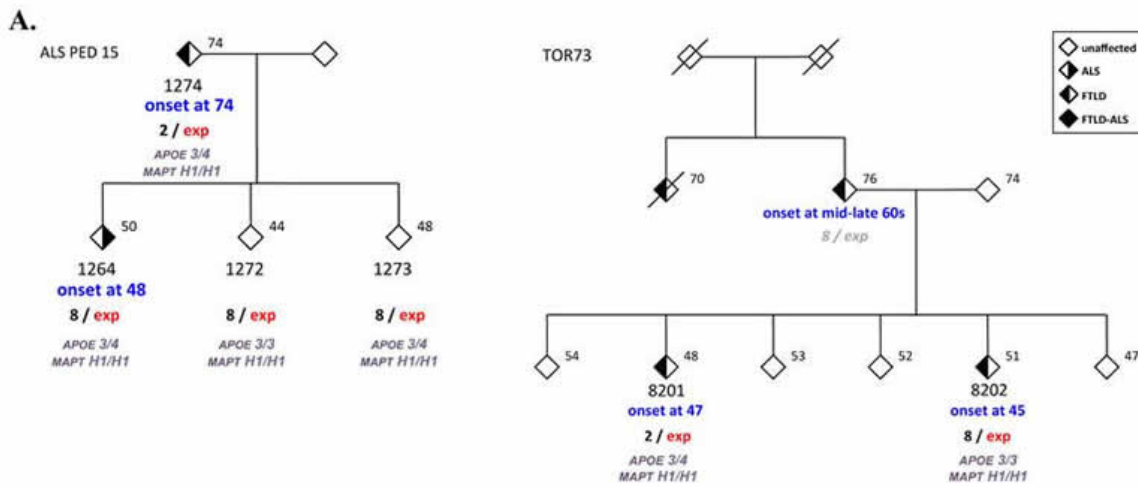 A.
ALS PED 15
74
1274
onset at 74
2 / exp
APOE 3/4
MAPT H1/H1
50
44
48
1264
1272
1273
onset at 48
8 / exp
8 / exp
8 / exp
APOE 3/4
APOE 3/3
APOE 3/4
MAPT H1/H1
MAPT H1/H1
MAPT H1/H1
TOR73
70
76
74
onset at mid-late 60s
8 / exp
54
48
53
52
51
47
8201
8202
onset at 47
onset at 45
2 / exp
8 / exp
APOE 3/4
APOE 3/3
MAPT H1/H1
MAPT H1/H1
unaffected
ALS
FTLD
FTLD-ALS